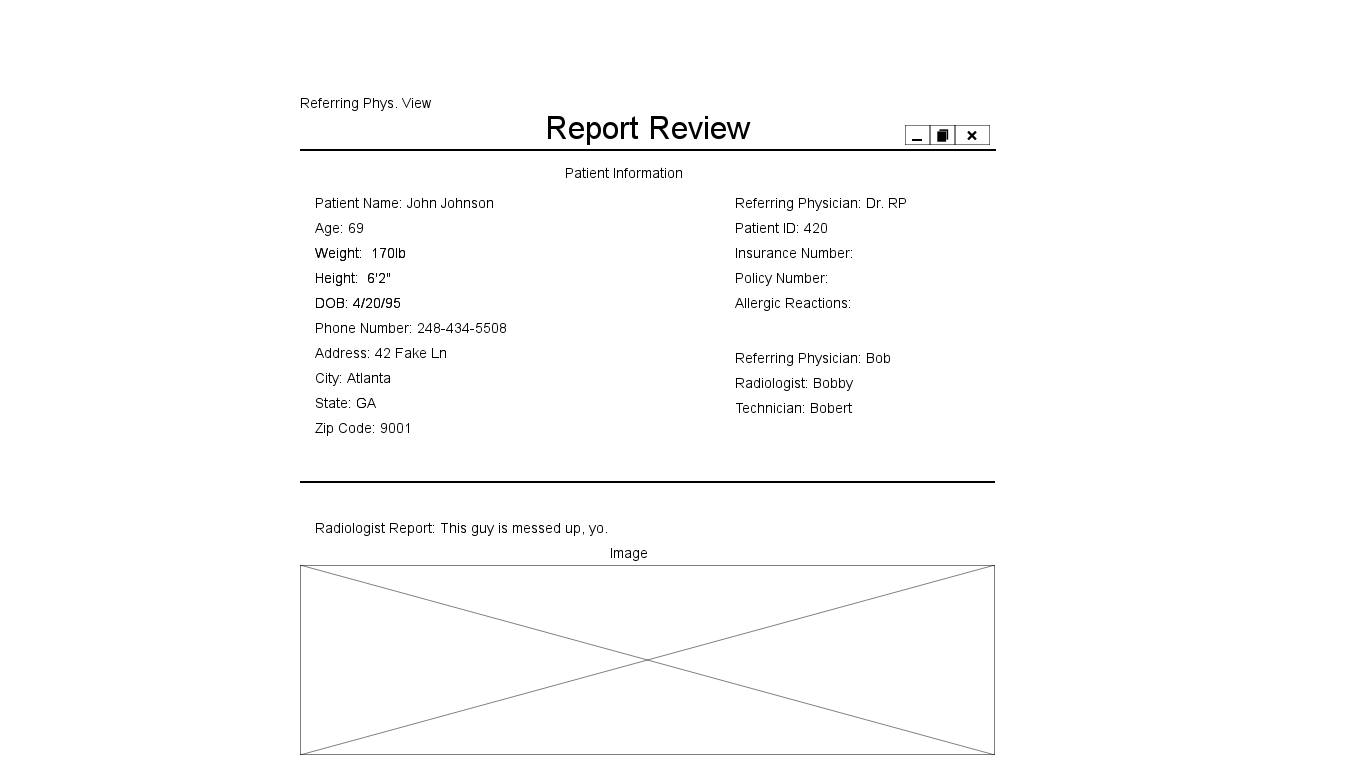 Referring Phys. View
Report Review
Patient Information
Patient Name: John Johnson
Age: 69
Weight: 170lb
Height: 6'2"
DOB: 4/20/95
Phone Number: 248-434-5508
Address: 42 Fake Ln
City: Atlanta
State: GA
Zip Code: 9001
Referring Physician: Dr. RP
Patient ID: 420
Insurance Number:
Policy Number:
Allergic Reactions:
Referring Physician: Bob
Radiologist: Bobby
Technician: Bobert
Radiologist Report: This guy is messed up, yo.
Image